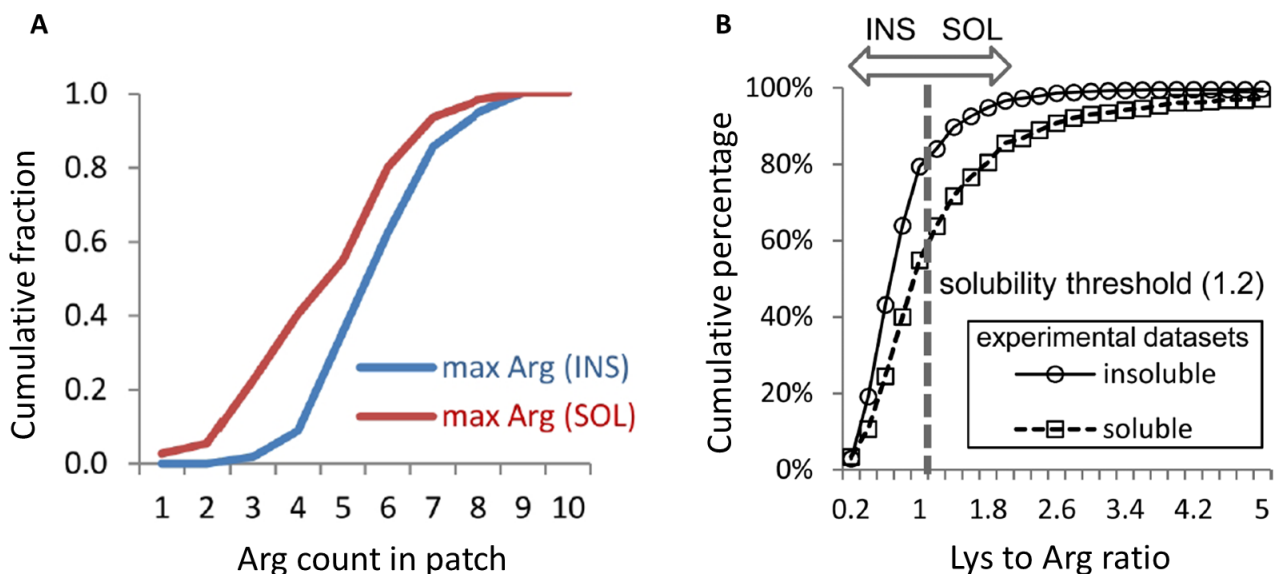 A
Cumulative fraction
1.0
0.8
0.6
0.4
0.2
0.0
max Arg (INS)
max Arg (SOL)
1 2 3 4 5 6 7 8 9 10
Arg count in patch
B
INS SOL
Cumulative percentage
100%
80%
60%
40%
20%
0%
solubility threshold (1.2)
experimental datasets
insoluble
soluble
0.2 1 1.8 2.6 3.4 4.2 5
Lys to Arg ratio